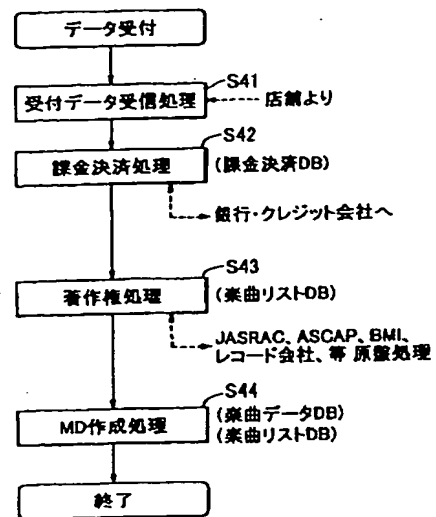 データ受付
S41
受付データ受信処理
店舗より
S42
課金決済処理
(課金決済DB)
銀行・クレジット会社へ
S43
著作権処理
(楽曲リストDB)
JASRAC、ASCAP、BMI、
レコード会社、等 原盤処理
S44
MD作成処理
(楽曲データDB)
(楽曲リストDB)
終了